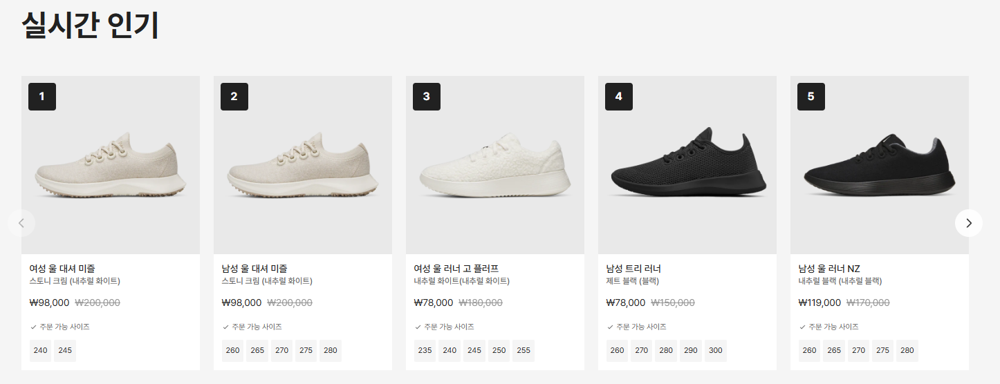 실시간 인기
1
여성 울 대셔 미즐
스토니 크림 (내추럴 화이트)
₩98,000 ₩200,000
주문 가능 사이즈
240 245
2
남성 울 대셔 미즐
스토니 크림 (내추럴 화이트)
₩98,000 ₩200,000
주문 가능 사이즈
260 265 270 275 280
3
여성 울 러너 고 플러프
내추럴 화이트(내추럴 화이트)
₩78,000 ₩180,000
주문 가능 사이즈
235 240 245 250 255
4
남성 트리 러너
제트 블랙 (블랙)
₩78,000 ₩150,000
주문 가능 사이즈
260 270 280 290 300
5
남성 울 러너 NZ
내추럴 블랙 (내추럴 블랙)
₩119,000 ₩170,000
주문 가능 사이즈
260 265 270 275 280